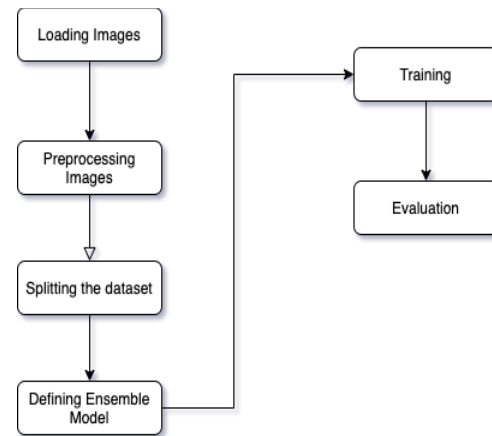 Loading Images
Preprocessing
Images
Splitting the dataset
Defining Ensemble
Model
Training
Evaluation